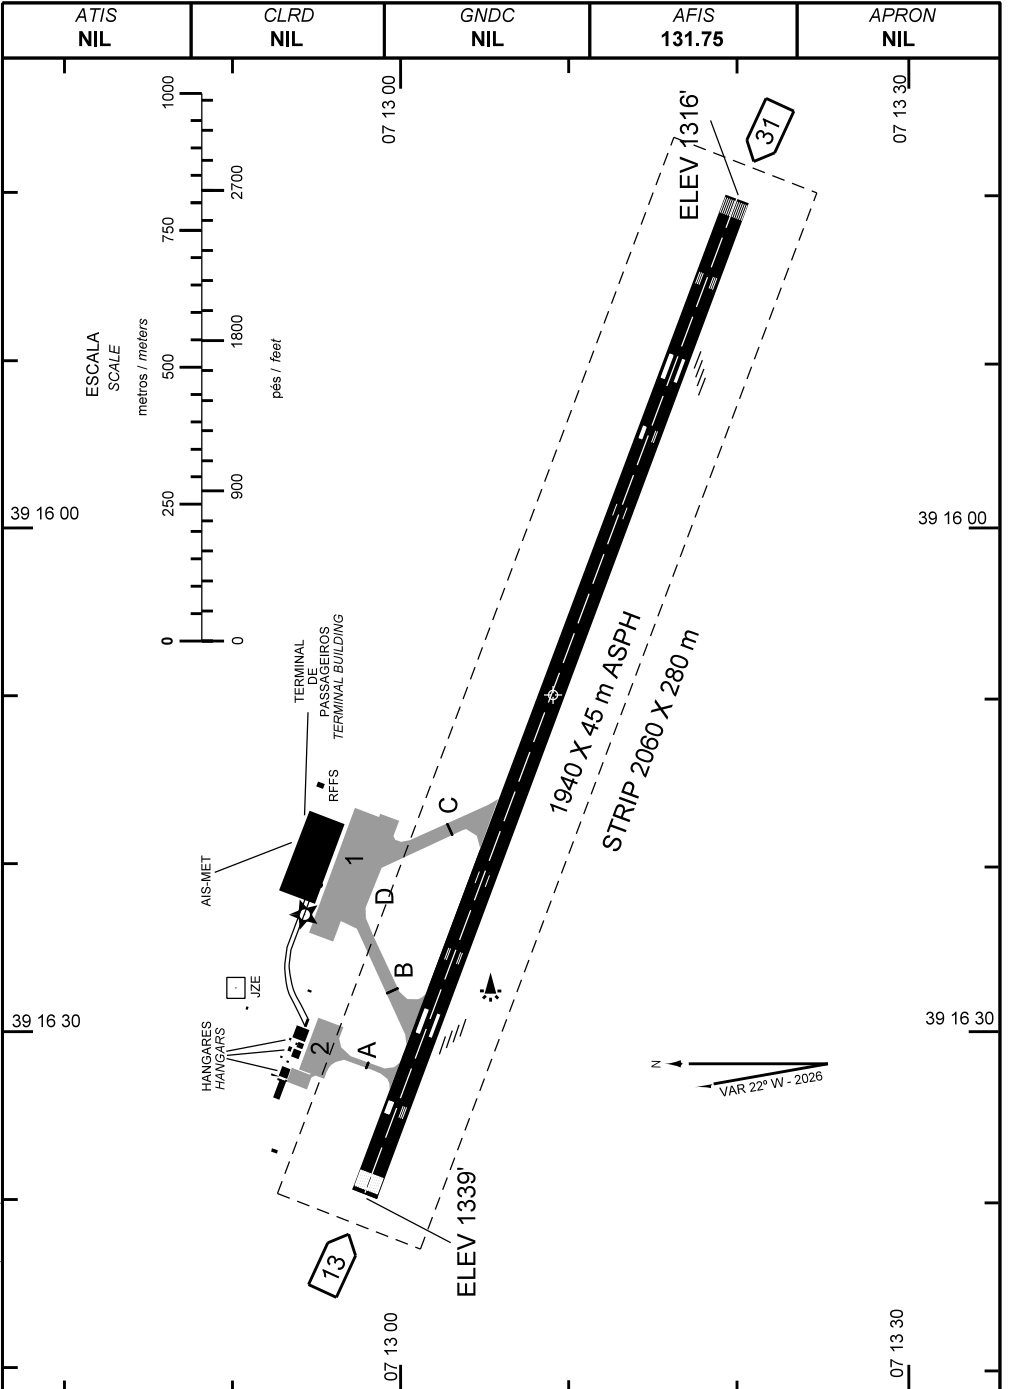 ATIS
NIL
CLRD
NIL
GNDC
NIL
AFIS
131.75
APRON
NIL
07 13 00
07 13 30
ESCALA
SCALE
metros / meters
0
250
500
750
1000
pés / feet
0
900
1800
2700
ELEV 1316'
31
39 16 00
39 16 00
TERMINAL
DE
PASSAGEIROS
TERMINAL BUILDING
RFFS
AIS-MET
1
C
D
B
1940 X 45 m ASPH
STRIP 2060 X 280 m
JZE
39 16 30
39 16 30
HANGARES
HANGARS
2
A
N
VAR 22º W - 2026
ELEV 1339'
13
07 13 00
07 13 30